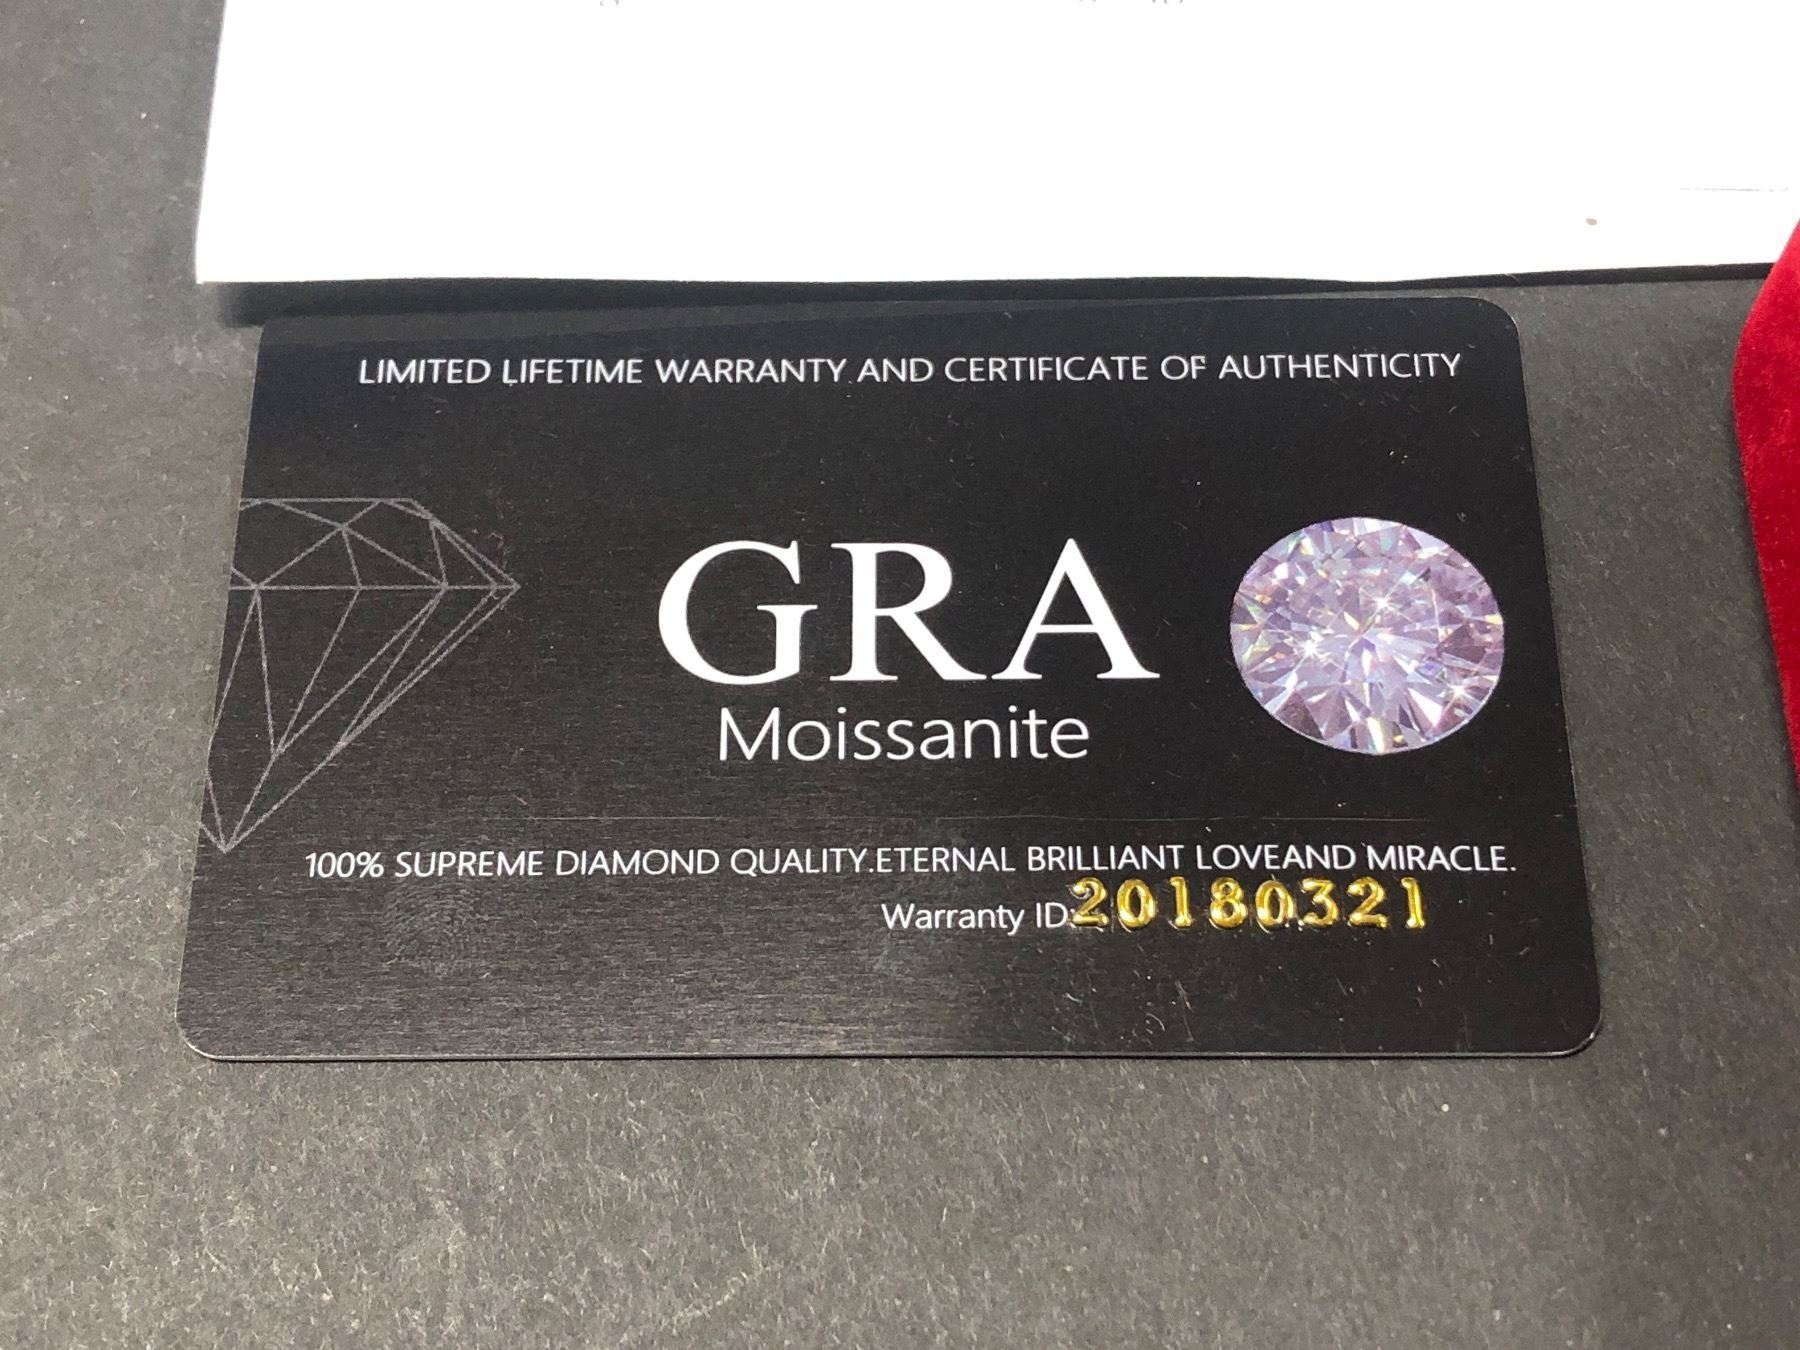 LIMITED LIFETIME WARRANTY AND CERTIFICATE OF AUTHENTICITY
GRA
Moissanite
100% SUPREME DIAMOND QUALITY.ETERNAL BRILLIANT LOVEAND MIRACLE.
Warranty ID:20180321